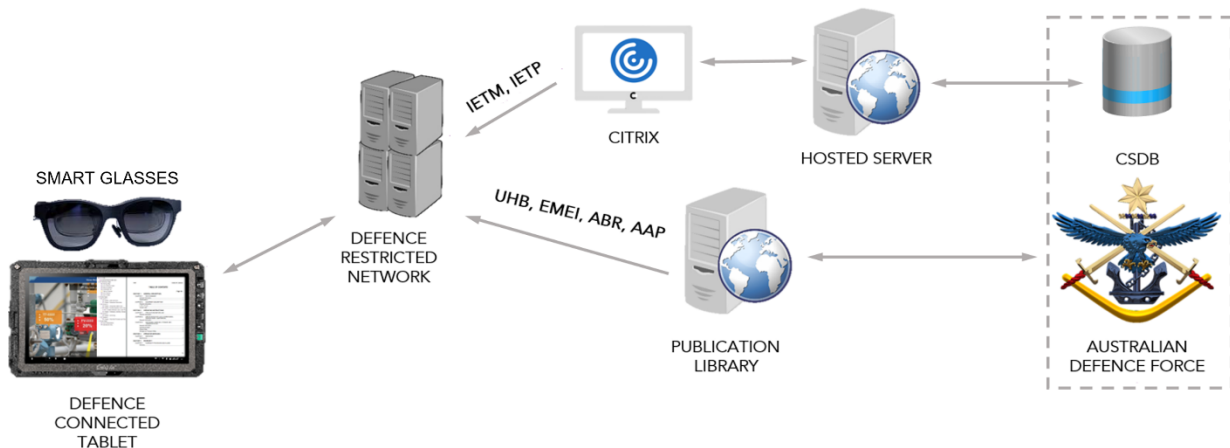 SMART GLASSES
DEFENCE
CONNECTED
TABLET
DEFENCE
RESTRICTED
NETWORK
IETM, IETP
UHB, EMEI, ABR, AAP
C
CITRIX
HOSTED SERVER
PUBLICATION
LIBRARY
CSDB
AUSTRALIAN
DEFENCE FORCE